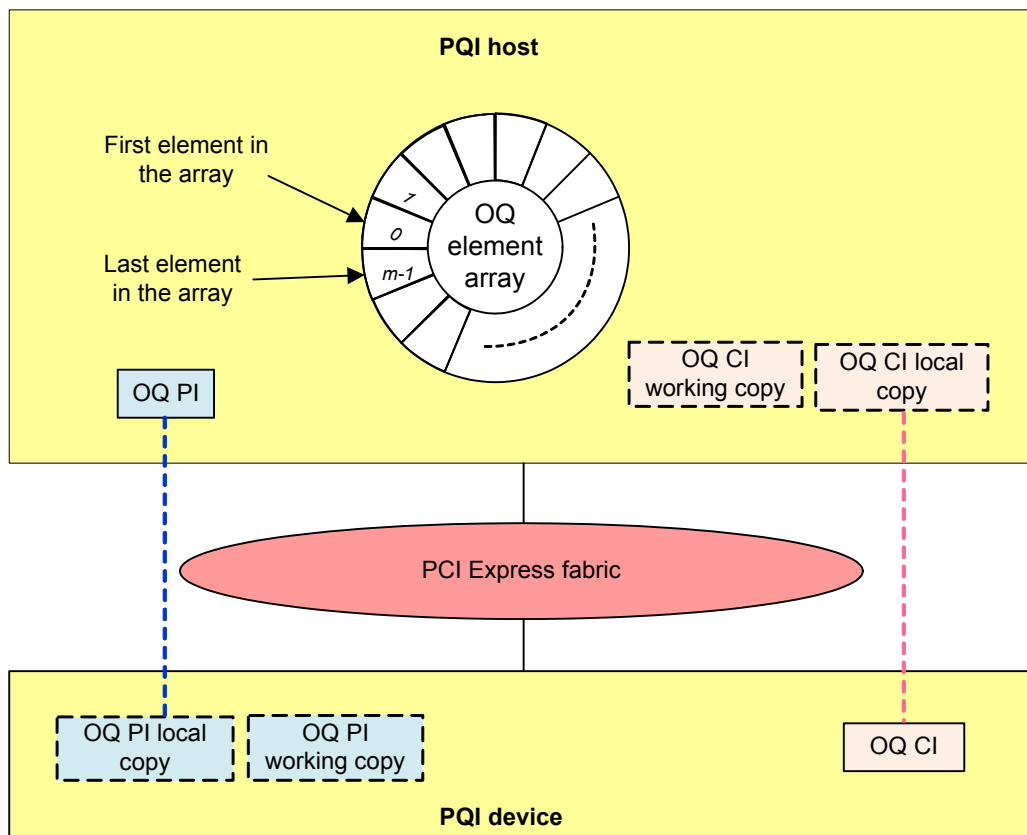 PQI host
First element in
the array
1
0
m-1
OQ
element
array
Last element
in the array
OQ PI
OQ CI
working copy
OQ CI local
copy
PCI Express fabric
OQ PI local
copy
OQ PI
working copy
OQ CI
PQI device